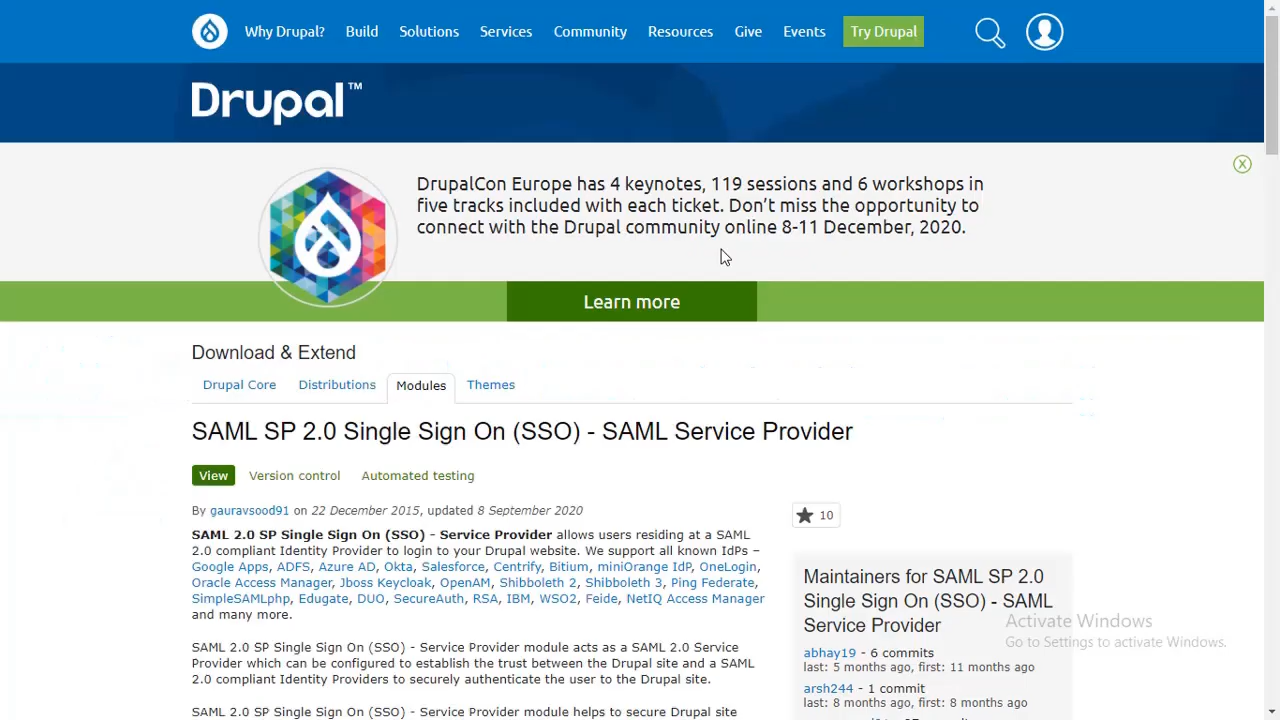 Why Drupal? Build Solutions Services Community Resources Give Events Try Drupal
Drupal™
DrupalCon Europe has 4 keynotes, 119 sessions and 6 workshops in
five tracks included with each ticket. Don't miss the opportunity to
connect with the Drupal community online 8-11 December, 2020.
X
Learn more
Download & Extend
Drupal Core Distributions Modules Themes
SAML SP 2.0 Single Sign On (SSO) - SAML Service Provider
View Version control Automated testing
By gauravsood91 on 22 December 2015, updated 8 September 2020
SAML 2.0 SP Single Sign On (SSO) - Service Provider allows users residing at a SAML
2.0 compliant Identity Provider to login to your Drupal website. We support all known IdPs –
Google Apps, ADFS, Azure AD, Okta, Salesforce, Centrify, Bitium, miniOrange IdP, OneLogin,
Oracle Access Manager, Jboss Keycloak, OpenAM, Shibboleth 2, Shibboleth 3, Ping Federate,
SimpleSAMLphp, Edugate, DUO, SecureAuth, RSA, IBM, WSO2, Feide, NetIQ Access Manager
and many more.
SAML 2.0 SP Single Sign On (SSO) - Service Provider module acts as a SAML 2.0 Service
Provider which can be configured to establish the trust between the Drupal site and a SAML
2.0 compliant Identity Providers to securely authenticate the user to the Drupal site.
SAML 2.0 SP Single Sign On (SSO) - Service Provider module helps to secure Drupal site
10
Maintainers for SAML SP 2.0
Single Sign On (SSO) - SAML
Service Provider
abhay19 - 6 commits
last: 5 months ago, first: 11 months ago
arsh244 - 1 commit
last: 8 months ago, first: 8 months ago
Activate Windows
Go to Settings to activate Windows.